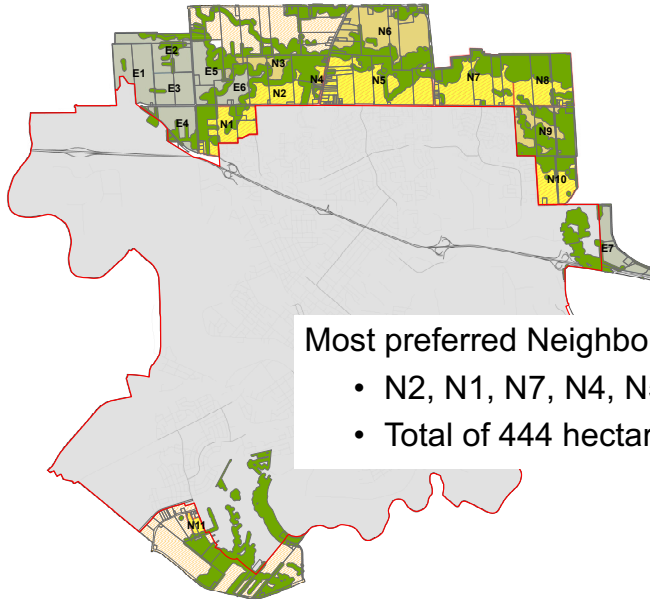 N6
E2
N3
E5
E1
N4
N5
N7
N8
E3
E6
N2
E4
N1
N9
N10
E7
Most preferred Neighbo
• N2, N1, N7, N4, N
• Total of 444 hectar
N11